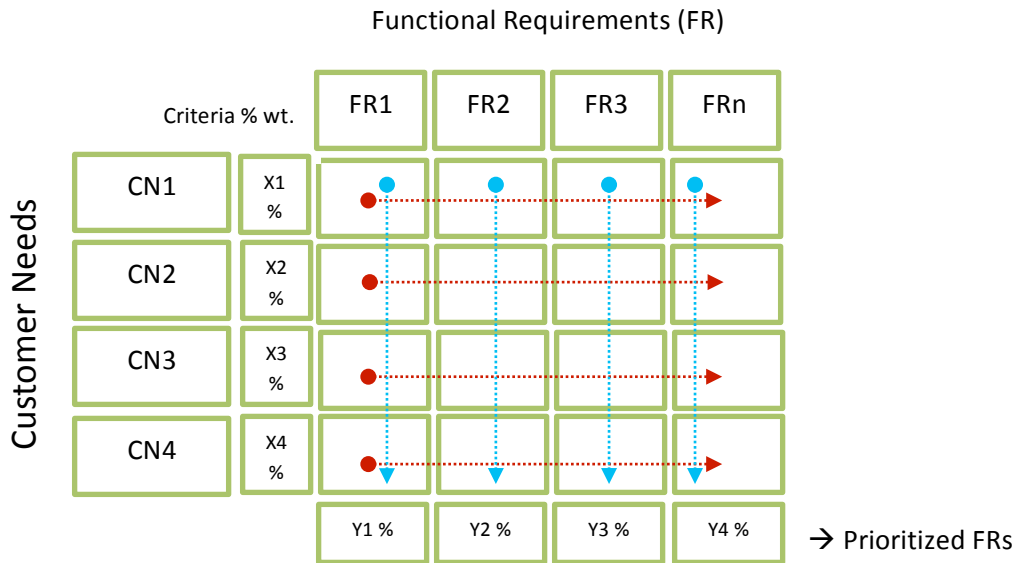 Functional Requirements (FR)
Criteria % wt.
FR1
FR2
FR3
FRn
Customer Needs
CN1
X1
%
CN2
X2
%
CN3
X3
%
CN4
X4
%
Y1 %
Y2 %
Y3 %
Y4 %
→ Prioritized FRs